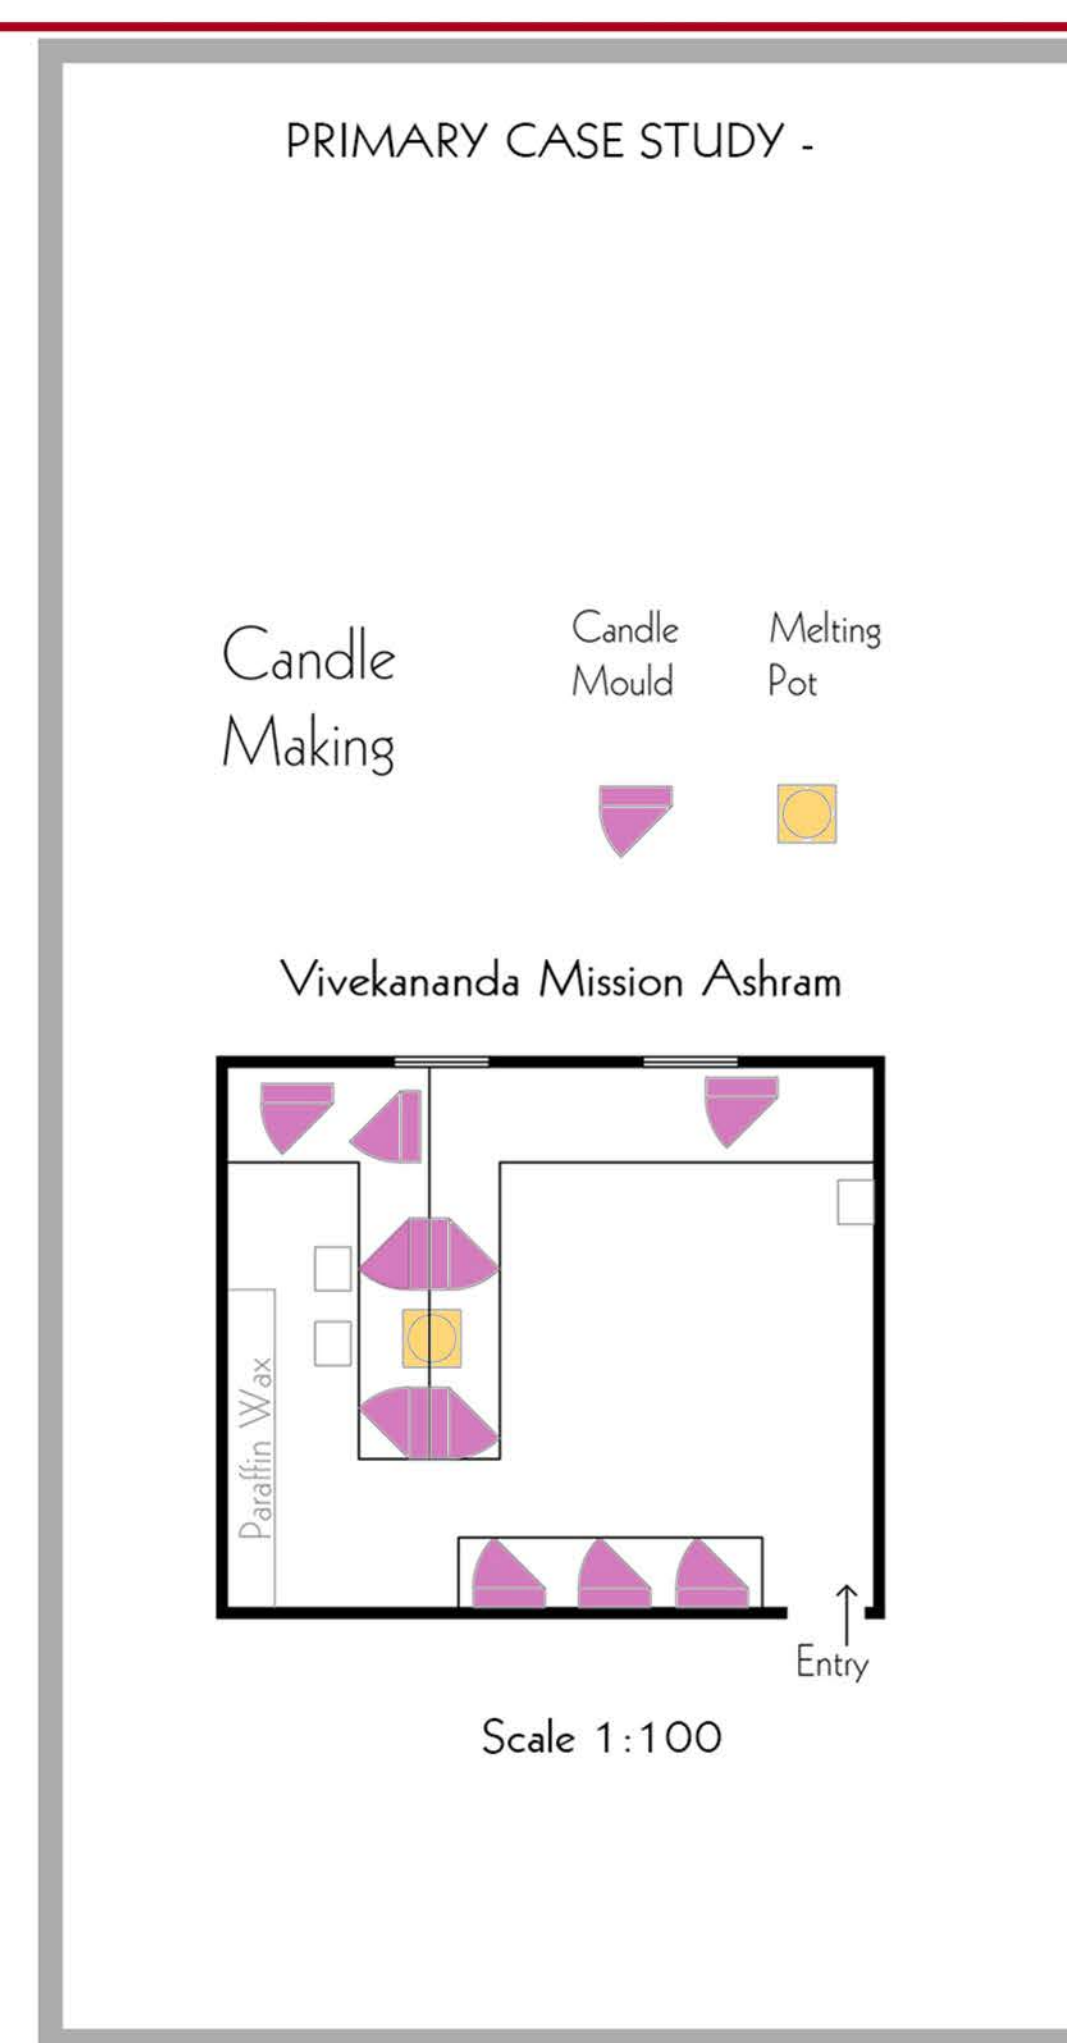 PRIMARY CASE STUDY -
Candle
Making
Candle
Mould
Melting
Pot
Vivekananda Mission Ashram
Paraffin Wax
Entry
Scale 1:100